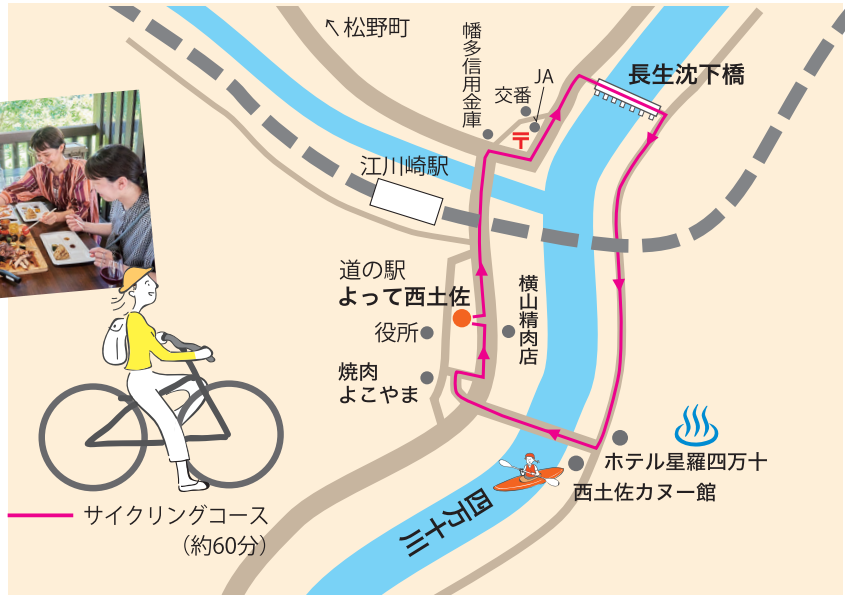 ↖松野町
幡多信用金庫
交番
JA
〒
長生沈下橋
江川崎駅
道の駅
よって西土佐
役所
横山精肉店
焼肉
よこやま
ホテル星羅四万十
西土佐カヌー館
四万十川
サイクリングコース
(約60分)